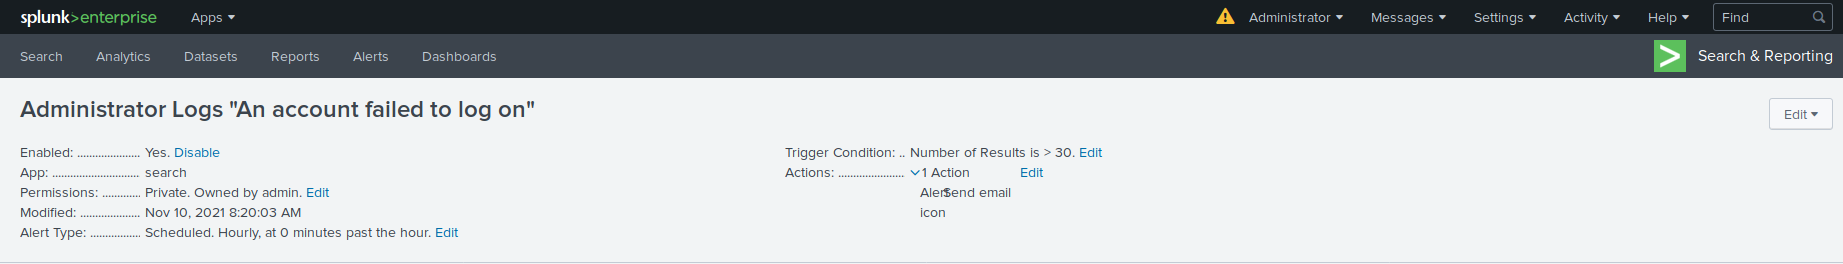 splunk>enterprise Apps Administrator Messages Settings Activity Help Find
Search Analytics Datasets Reports Alerts Dashboards Search & Reporting
Administrator Logs "An account failed to log on"
Edit
Enabled: ..................... Yes. Disable
App: ............................. search
Permissions: ............. Private. Owned by admin. Edit
Modified: .................... Nov 10, 2021 8:20:03 AM
Alert Type: ................. Scheduled. Hourly, at 0 minutes past the hour. Edit
Trigger Condition: .. Number of Results is > 30. Edit
Actions: ...................... 1 Action Edit
Alert Send email
icon